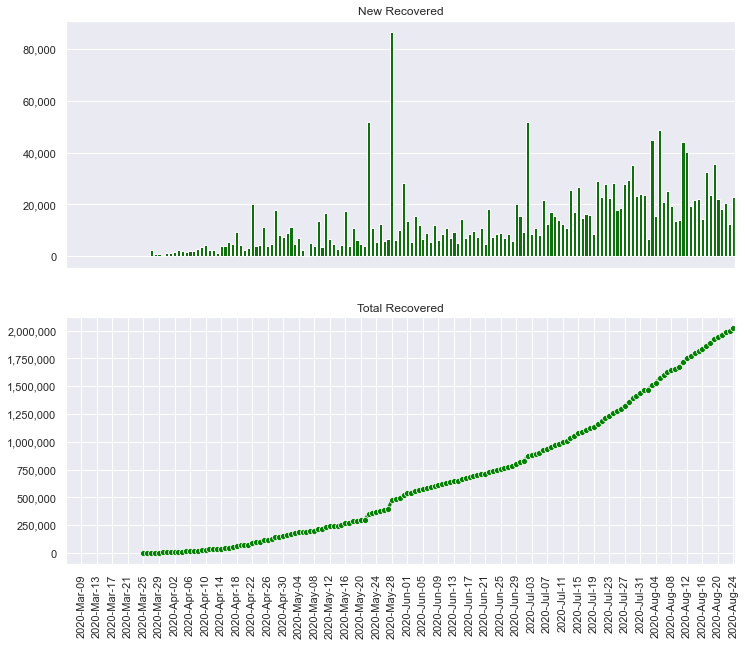 New Recovered
80,000
60,000
40,000
20,000
0
Total Recovered
2,000,000
1,750,000
1,500,000
1,250,000
1,000,000
750,000
500,000
250,000
0
2020-Mar-09
2020-Mar-13
2020-Mar-17
2020-Mar-21
2020-Mar-25
2020-Mar-29
2020-Apr-02
2020-Apr-06
2020-Apr-10
2020-Apr-14
2020-Apr-18
2020-Apr-22
2020-Apr-26
2020-Apr-30
2020-May-04
2020-May-08
2020-May-12
2020-May-16
2020-May-20
2020-May-24
2020-May-28
2020-Jun-01
2020-Jun-05
2020-Jun-09
2020-Jun-13
2020-Jun-17
2020-Jun-21
2020-Jun-25
2020-Jun-29
2020-Jul-03
2020-Jul-07
2020-Jul-11
2020-Jul-15
2020-Jul-19
2020-Jul-23
2020-Jul-27
2020-Jul-31
2020-Aug-04
2020-Aug-08
2020-Aug-12
2020-Aug-16
2020-Aug-20
2020-Aug-24